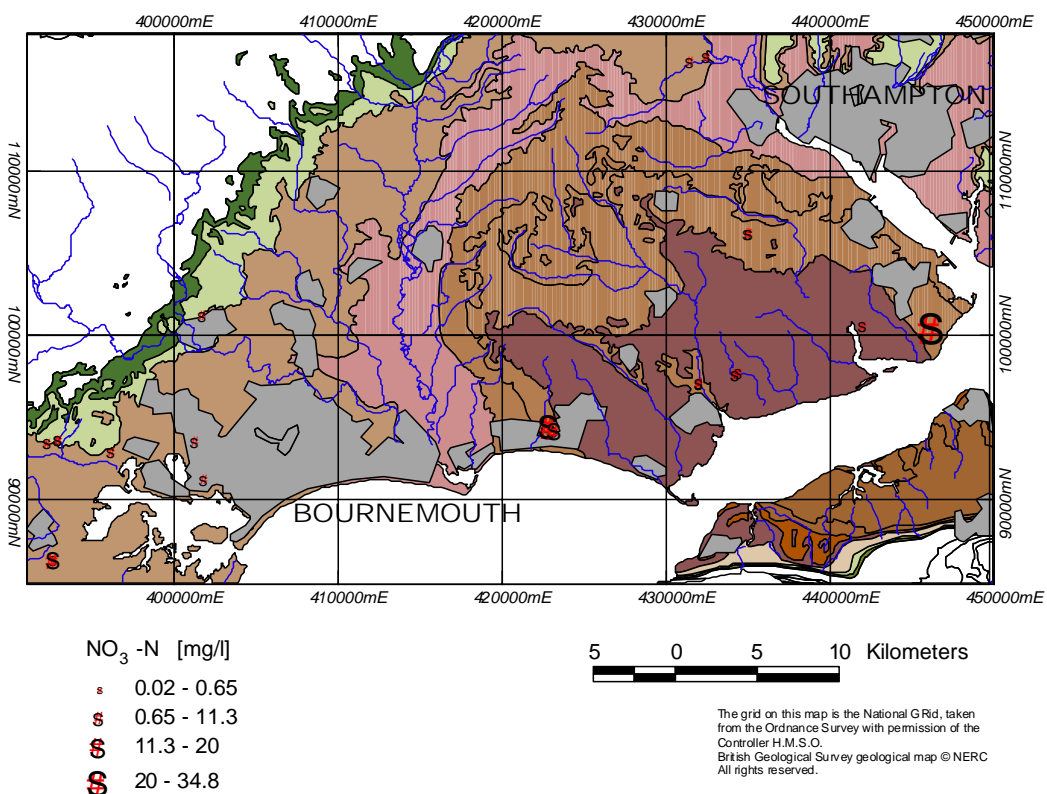 400000mE 410000mE 420000mE 430000mE 440000mE 450000mE
SOUTHAMPTON
110000mN 110000mN
100000mN 100000mN
90000mN 90000mN
BOURNEMOUTH
400000mE 410000mE 420000mE 430000mE 440000mE 450000mE
NO3 -N [mg/l]
0.02 - 0.65
0.65 - 11.3
11.3 - 20
20 - 34.8
5 0 5 10 Kilometers
The grid on this map is the National GRid, taken
from the Ordnance Survey with permission of the
Controller H.M.S.O.
British Geological Survey geological map © NERC
All rights reserved.